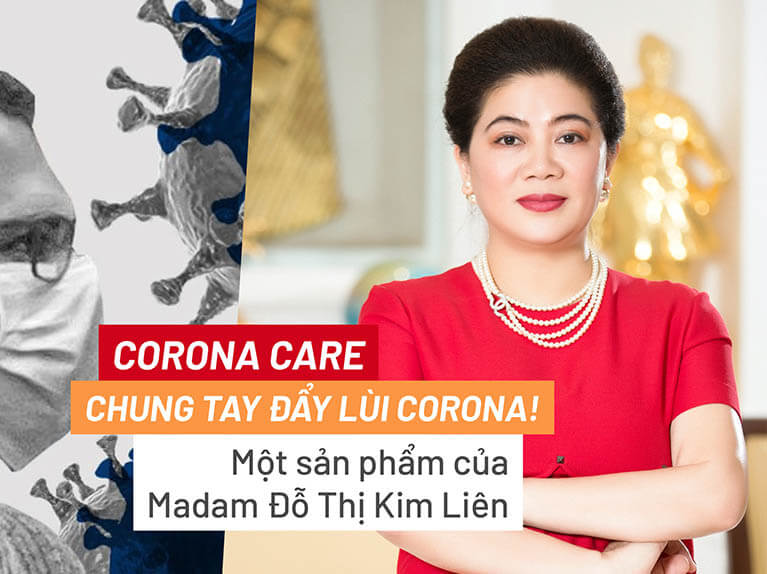 CORONA CARE
CHUNG TAY ĐẨY LÙI CORONA!
Một sản phẩm của
Madam Đỗ Thị Kim Liên